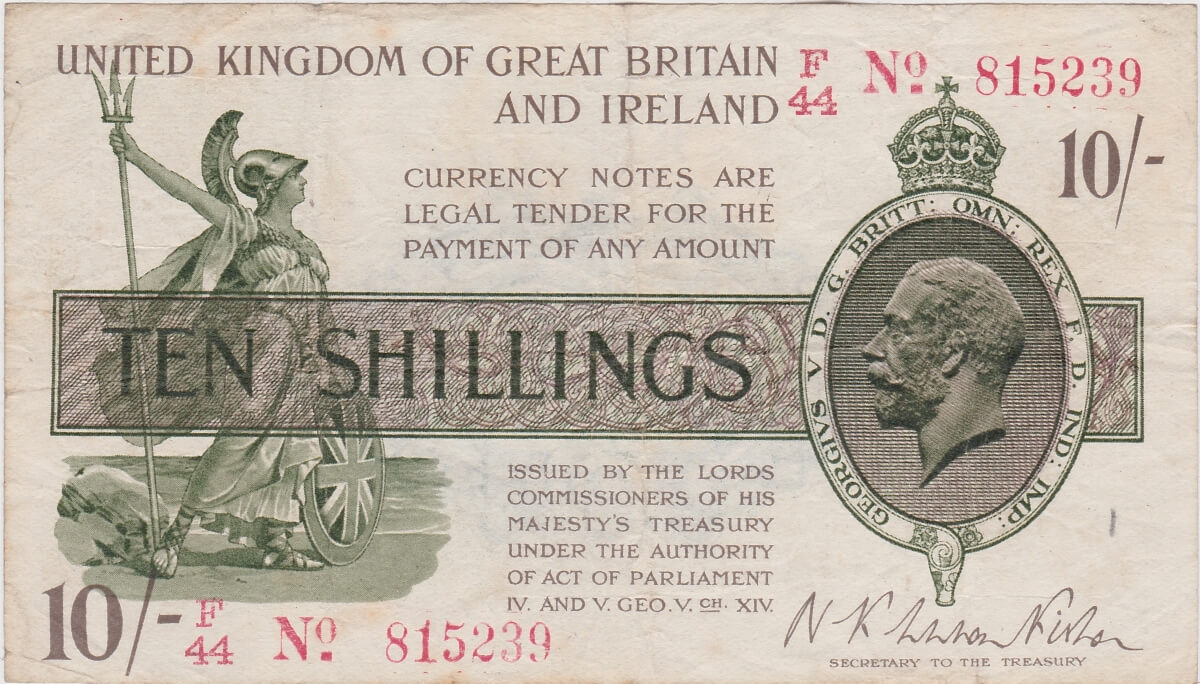 UNITED KINGDOM OF GREAT BRITAIN
AND IRELAND
F
44
No 815239
10/-
CURRENCY NOTES ARE
LEGAL TENDER FOR THE
PAYMENT OF ANY AMOUNT
GEORGIVS V D. G. BRITT: OMN: REX F. D. IND: IMP:
TEN SHILLINGS
ISSUED BY THE LORDS
COMMISSIONERS OF HIS
MAJESTY'S TREASURY
UNDER THE AUTHORITY
OF ACT OF PARLIAMENT
IV. AND V. GEO. V. CH. XIV.
10/-
F
44
No 815239
SECRETARY TO THE TREASURY